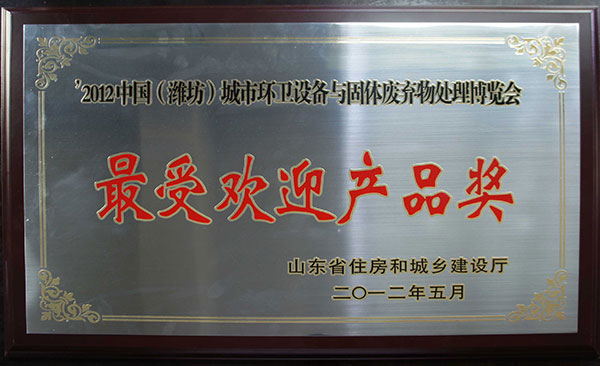 '2012中国（潍坊）城市环卫设备与固体废弃物处理博览会
最受欢迎产品奖
山东省住房和城乡建设厅
二〇一二年五月